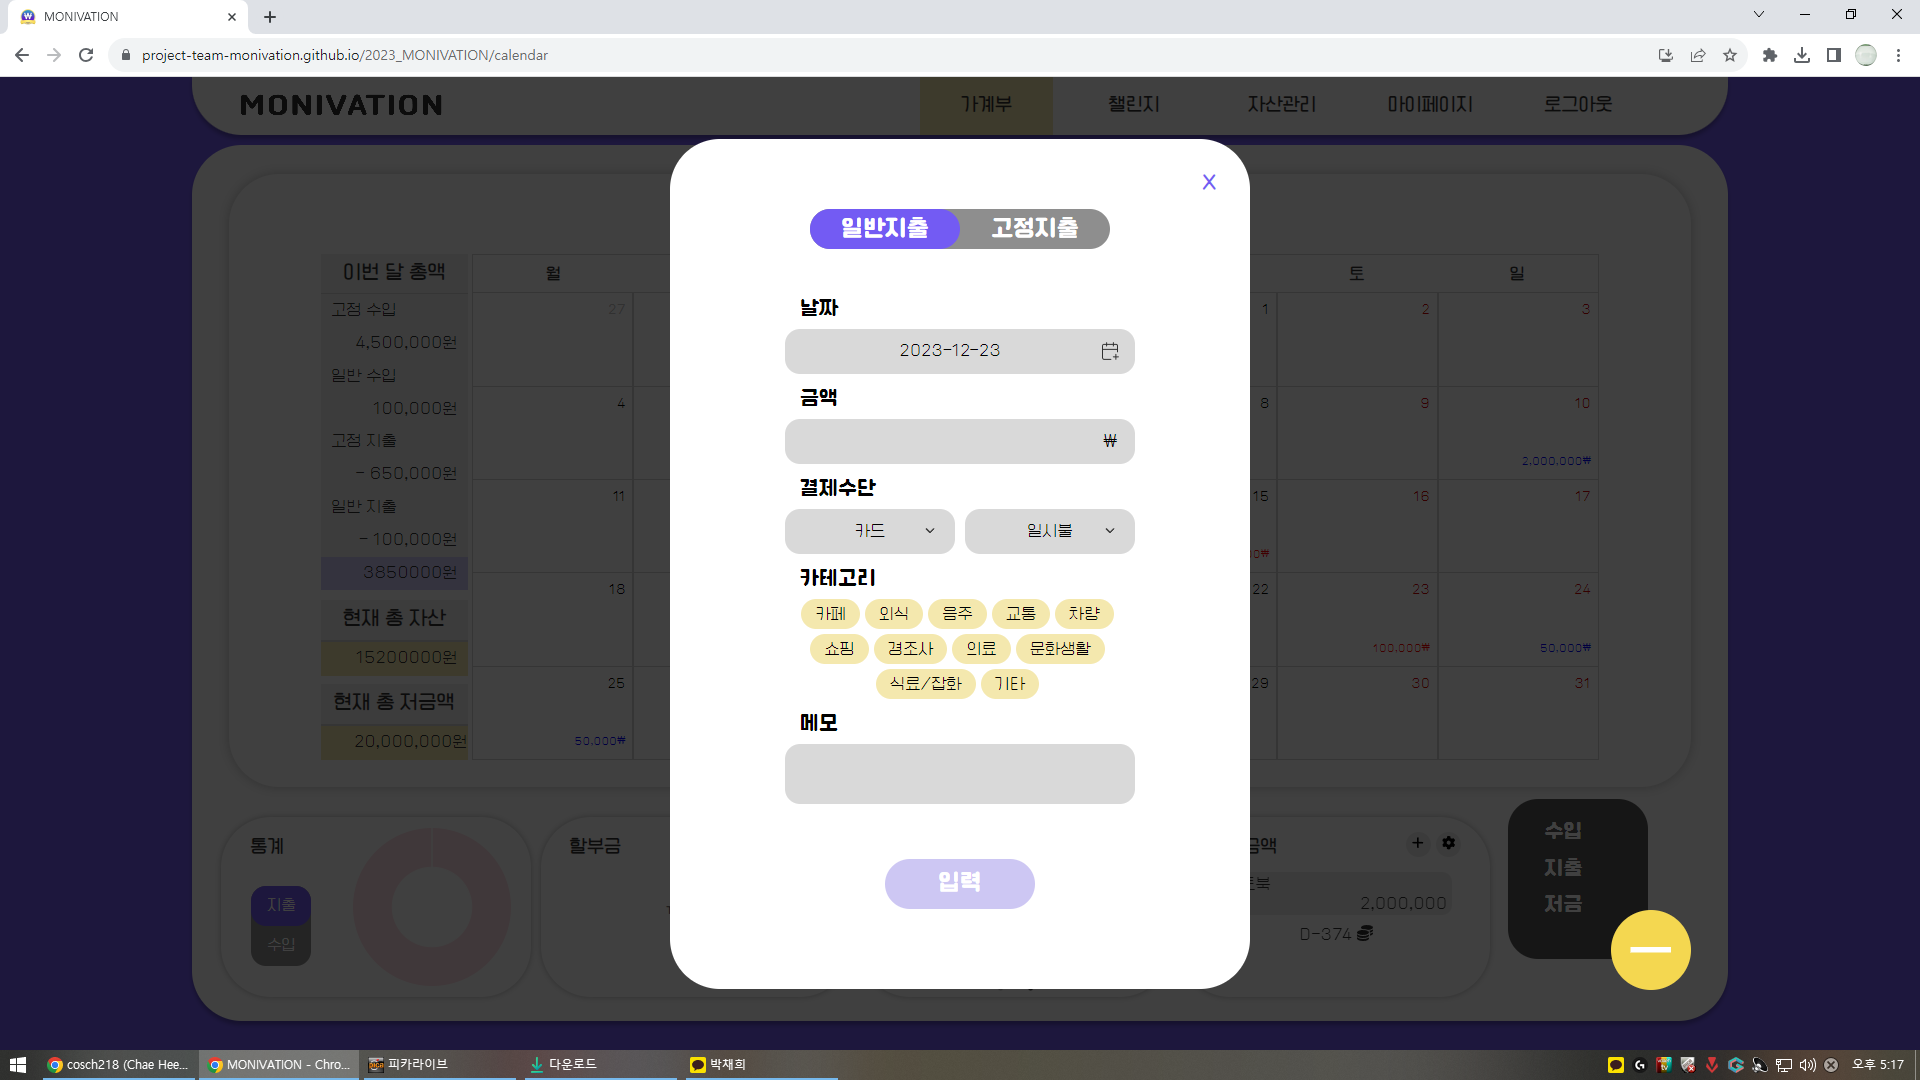 MONIVATION
project-team-monivation.github.io/2023_MONIVATION/calendar
MONIVATION
가계부
챌린지
자산관리
마이페이지
로그아웃
X
일반지출
고정지출
날짜
2023-12-23
금액
₩
결제수단
카드
일시불
카테고리
카페
외식
음주
교통
차량
쇼핑
경조사
의료
문화생활
식료/잡화
기타
메모
입력
이번 달 총액
고정 수입
4,500,000원
일반 수입
100,000원
고정 지출
- 650,000원
일반 지출
- 100,000원
3850000원
현재 총 자산
15200000원
현재 총 저금액
20,000,000원
월
토
일
27
1
2
3
4
8
9
10
2,000,000₩
11
15
16
17
0₩
18
22
23
24
100,000₩
50,000₩
25
29
30
31
50,000₩
통계
지출
수입
할부금
금액
2,000,000
D-374
수입
지출
저금
cosch218 (Chae Hee...
MONIVATION - Chro...
피카라이브
다운로드
박채희
오후 5:17